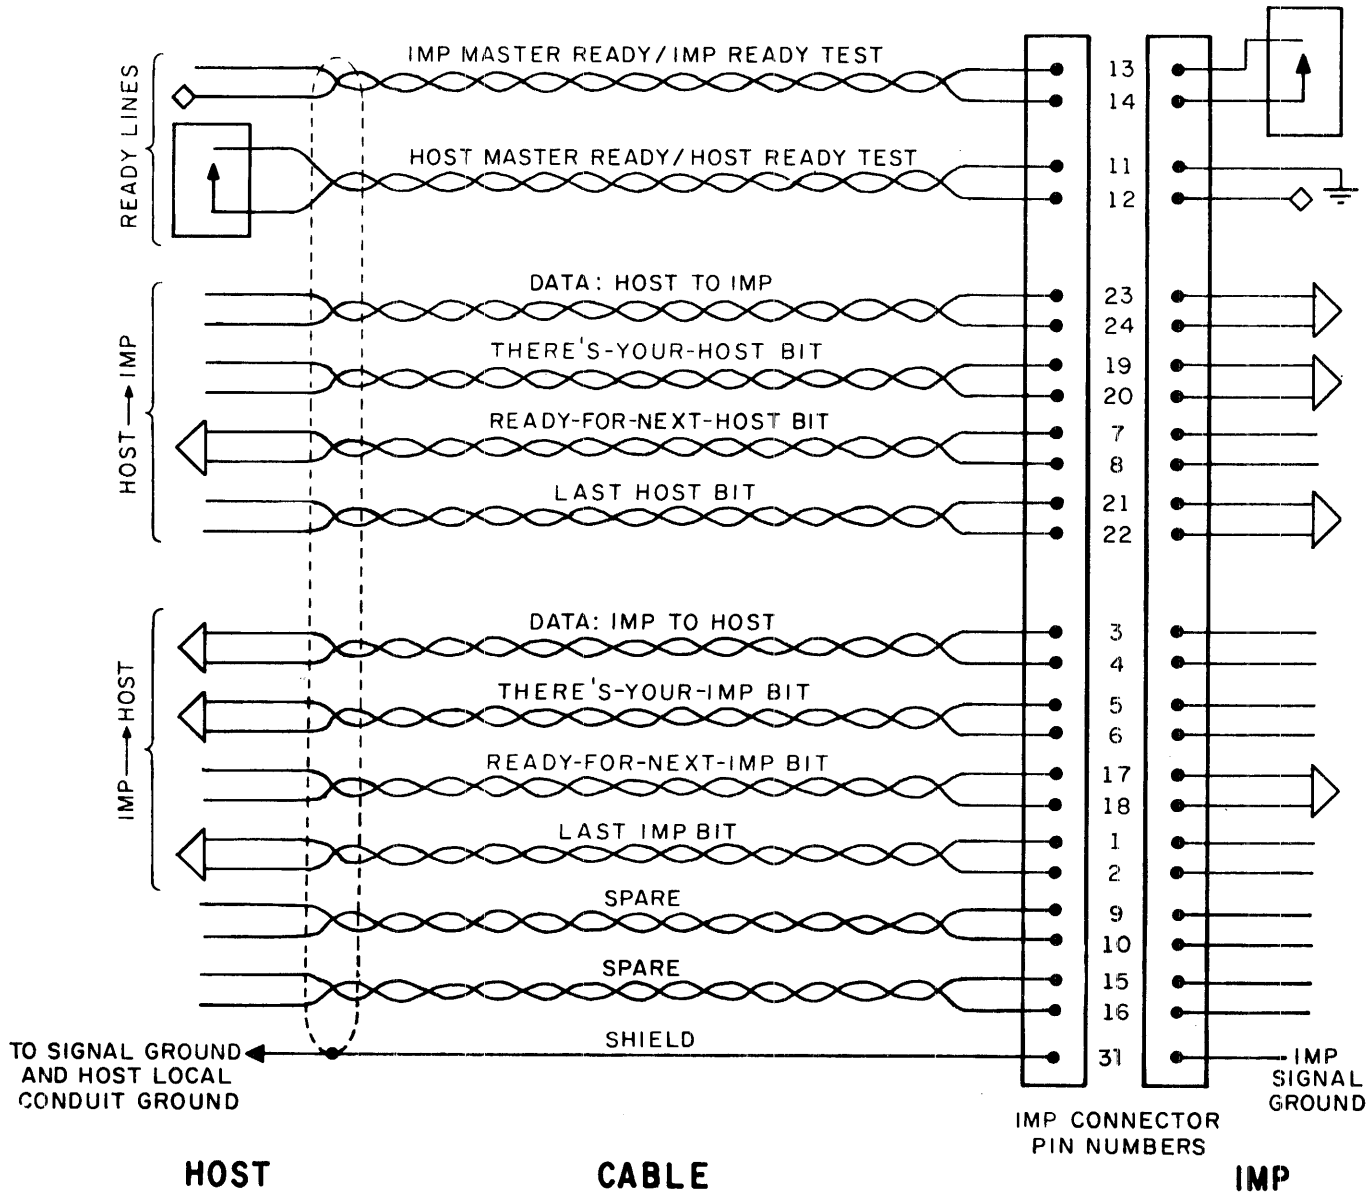 IMP MASTER READY/IMP READY TEST
13
14
READY LINES
HOST MASTER READY/HOST READY TEST
11
12
DATA: HOST TO IMP
23
24
THERE'S-YOUR-HOST BIT
19
20
HOST→IMP
READY-FOR-NEXT-HOST BIT
7
8
LAST HOST BIT
21
22
DATA: IMP TO HOST
3
4
THERE'S-YOUR-IMP BIT
5
6
IMP→HOST
READY-FOR-NEXT-IMP BIT
17
18
LAST IMP BIT
1
2
SPARE
9
10
SPARE
15
16
SHIELD
31
TO SIGNAL GROUND
AND HOST LOCAL
CONDUIT GROUND
IMP
SIGNAL
GROUND
IMP CONNECTOR
PIN NUMBERS
HOST
CABLE
IMP